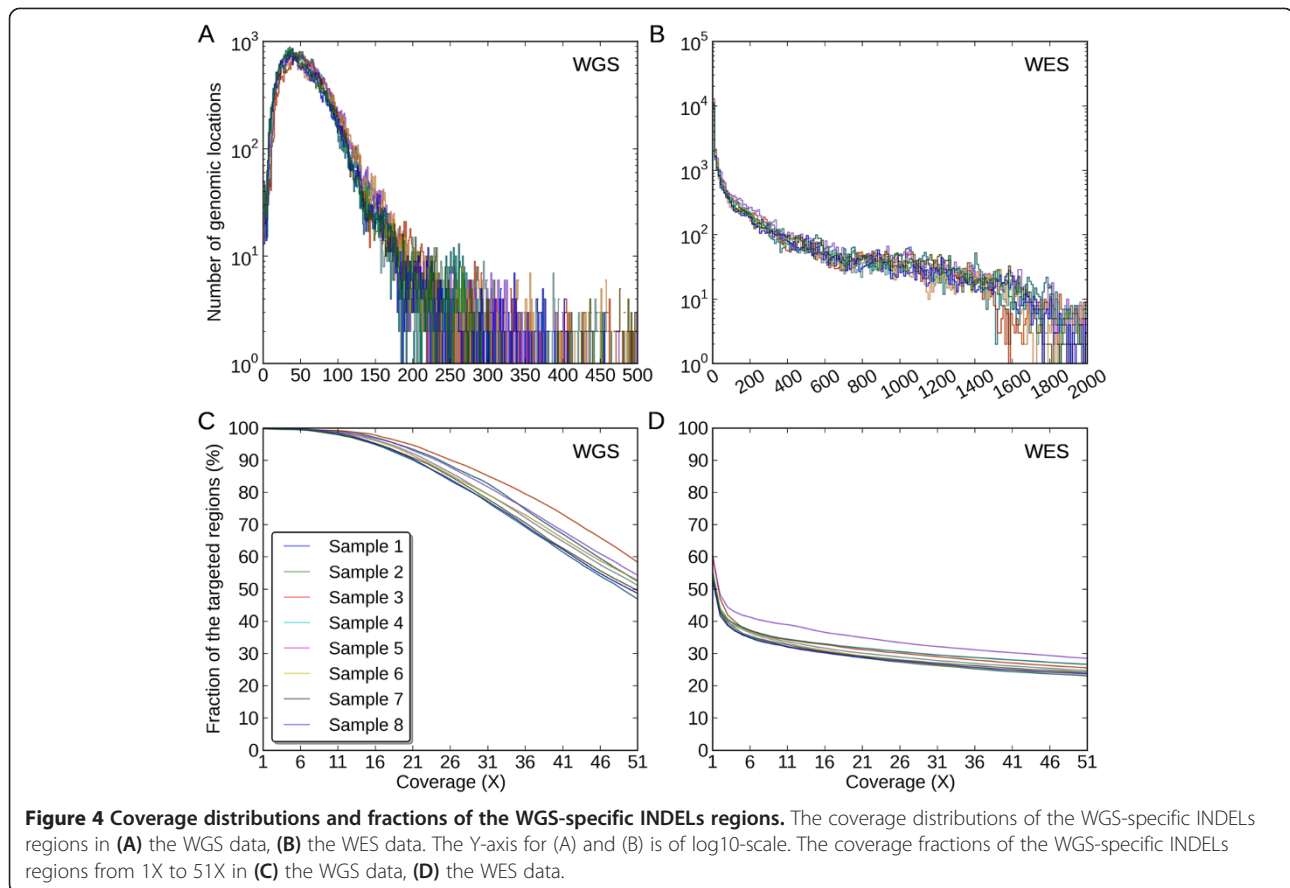 A
WGS
Number of genomic locations
10^3
10^2
10^1
10^0
0 50 100 150 200 250 300 350 400 450 500
B
WES
10^5
10^4
10^3
10^2
10^1
10^0
0 200 400 600 800 1000 1200 1400 1600 1800 2000
C
WGS
Fraction of the targeted regions (%)
100
90
80
70
60
50
40
30
20
10
0
Sample 1
Sample 2
Sample 3
Sample 4
Sample 5
Sample 6
Sample 7
Sample 8
1 6 11 16 21 26 31 36 41 46 51
Coverage (X)
D
WES
100
90
80
70
60
50
40
30
20
10
0
1 6 11 16 21 26 31 36 41 46 51
Coverage (X)
Figure 4 Coverage distributions and fractions of the WGS-specific INDELs regions. The coverage distributions of the WGS-specific INDELs
regions in (A) the WGS data, (B) the WES data. The Y-axis for (A) and (B) is of log10-scale. The coverage fractions of the WGS-specific INDELs
regions from 1X to 51X in (C) the WGS data, (D) the WES data.